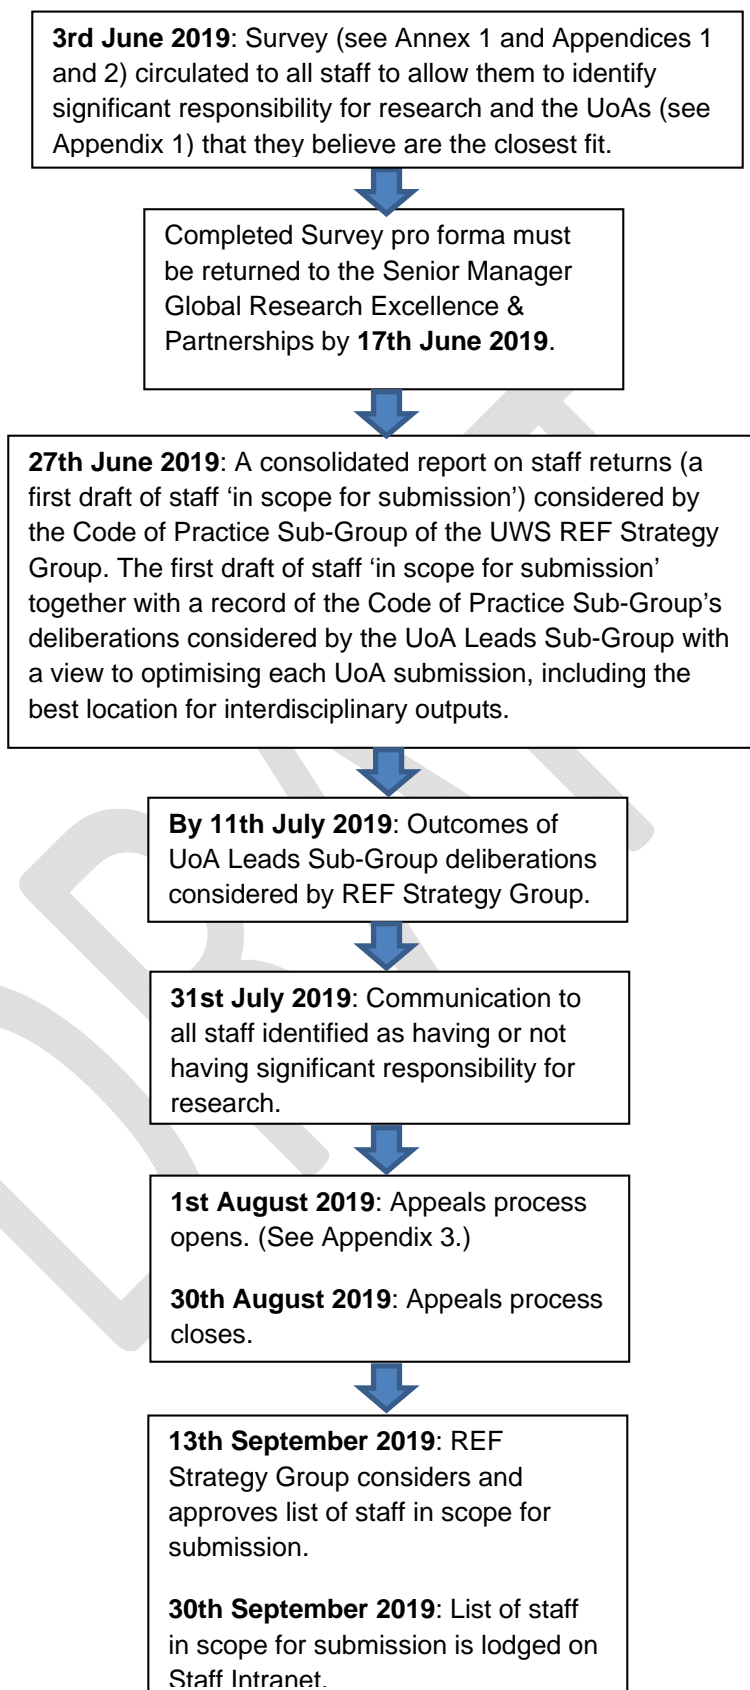 3rd June 2019: Survey (see Annex 1 and Appendices 1
and 2) circulated to all staff to allow them to identify
significant responsibility for research and the UoAs (see
Appendix 1) that they believe are the closest fit.
Completed Survey pro forma must
be returned to the Senior Manager
Global Research Excellence &
Partnerships by 17th June 2019.
27th June 2019: A consolidated report on staff returns (a
first draft of staff ‘in scope for submission’) considered by
the Code of Practice Sub-Group of the UWS REF Strategy
Group. The first draft of staff ‘in scope for submission’
together with a record of the Code of Practice Sub-Group’s
deliberations considered by the UoA Leads Sub-Group with
a view to optimising each UoA submission, including the
best location for interdisciplinary outputs.
By 11th July 2019: Outcomes of
UoA Leads Sub-Group deliberations
considered by REF Strategy Group.
31st July 2019: Communication to
all staff identified as having or not
having significant responsibility for
research.
1st August 2019: Appeals process
opens. (See Appendix 3.)
30th August 2019: Appeals process
closes.
13th September 2019: REF
Strategy Group considers and
approves list of staff in scope for
submission.
30th September 2019: List of staff
in scope for submission is lodged on
Staff Intranet.
DRAFT